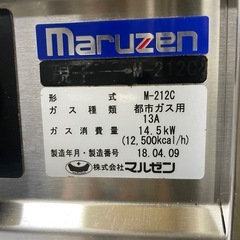 maruzen
M-212C
形式 M-212C
ガス種類 都市ガス用
13A
ガス消費量 14.5kW
(12,500kcal/h)
製造年月・製造番号 18.04.09
株式会社マルゼン